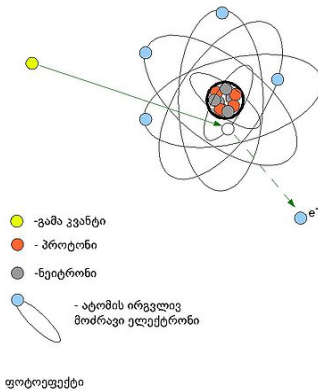 e-
-გამა კვანტი
- პროტონი
-ნეიტრონი
- ატომის ირგვლივ
მოძრავი ელექტრონი
ფოტოეფექტი